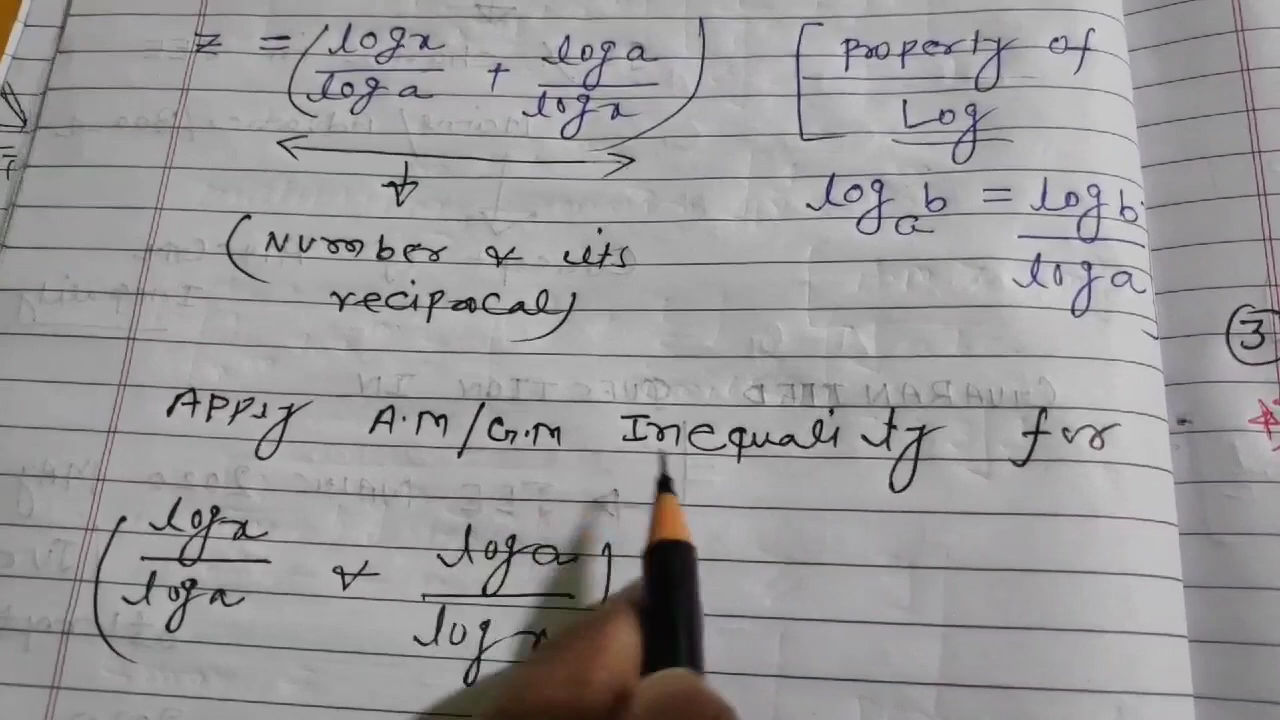 z = (log x / log a + log a / log x)
[Property of Log
log_a b = log b / log a
(Number & its
reciprocal)
③
Apply A.M/G.M Inequality for
(log x / log a & log a / log x)